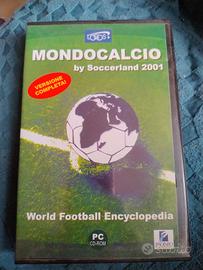 MONDOCALCIO
by Soccerland 2001
VERSIONE
COMPLETA!
World Football Encyclopedia
PC
CD-ROM